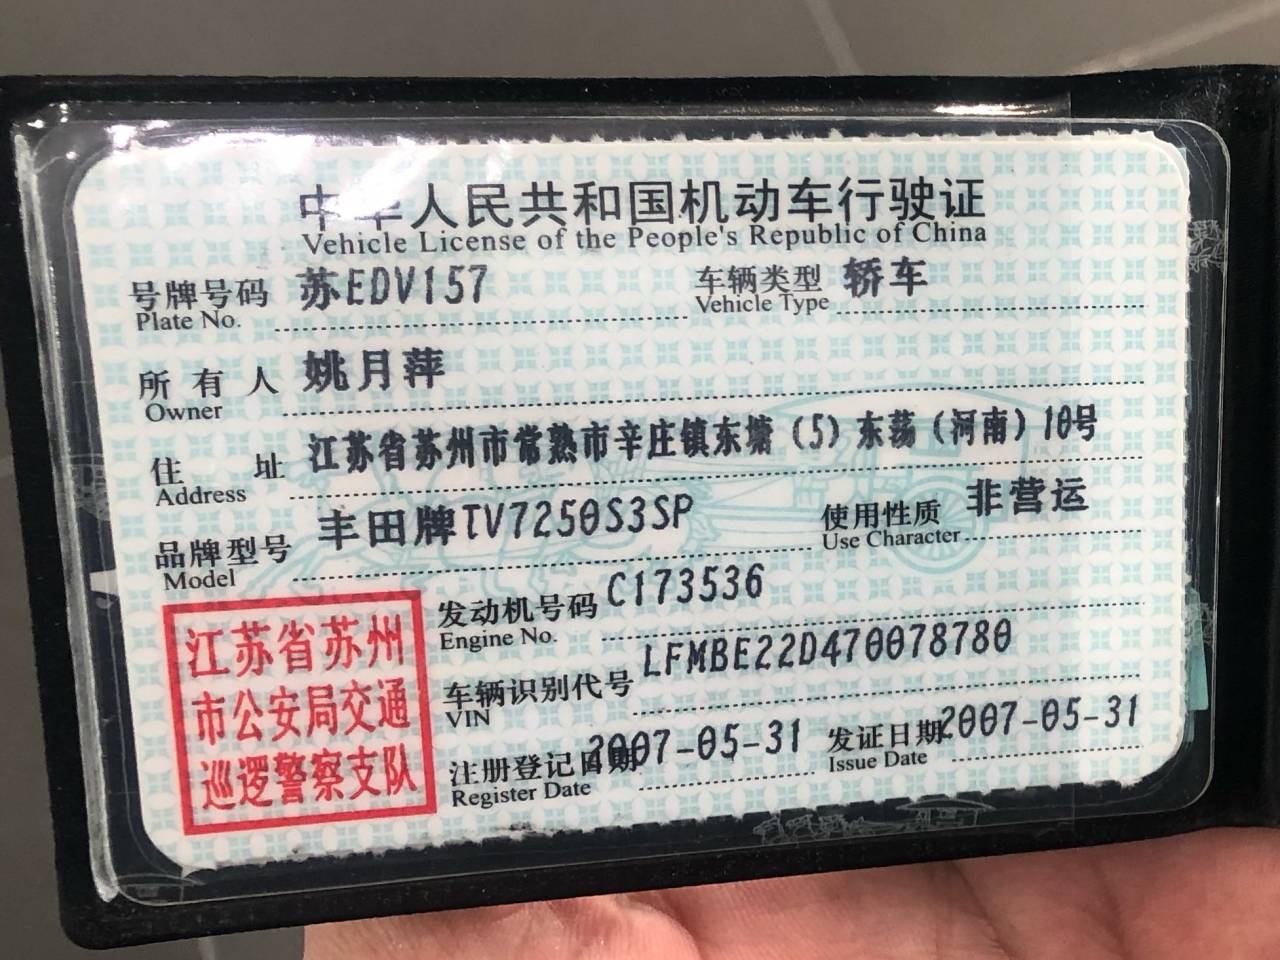 中华人民共和国机动车行驶证
Vehicle License of the People's Republic of China
号牌号码 苏EDV157 车辆类型 轿车
Plate No. Vehicle Type
所有人 姚月萍
Owner
住址 江苏省苏州市常熟市辛庄镇东塘（5）东荡（河南）10号
Address
品牌型号 丰田牌TV7250S3SP 使用性质 非营运
Model Use Character
发动机号码 C173536
Engine No.
车辆识别代号 LFMBE22D470078780
VIN
注册登记日期 2007-05-31 发证日期 2007-05-31
Register Date Issue Date
江苏省苏州
市公安局交通
巡逻警察支队